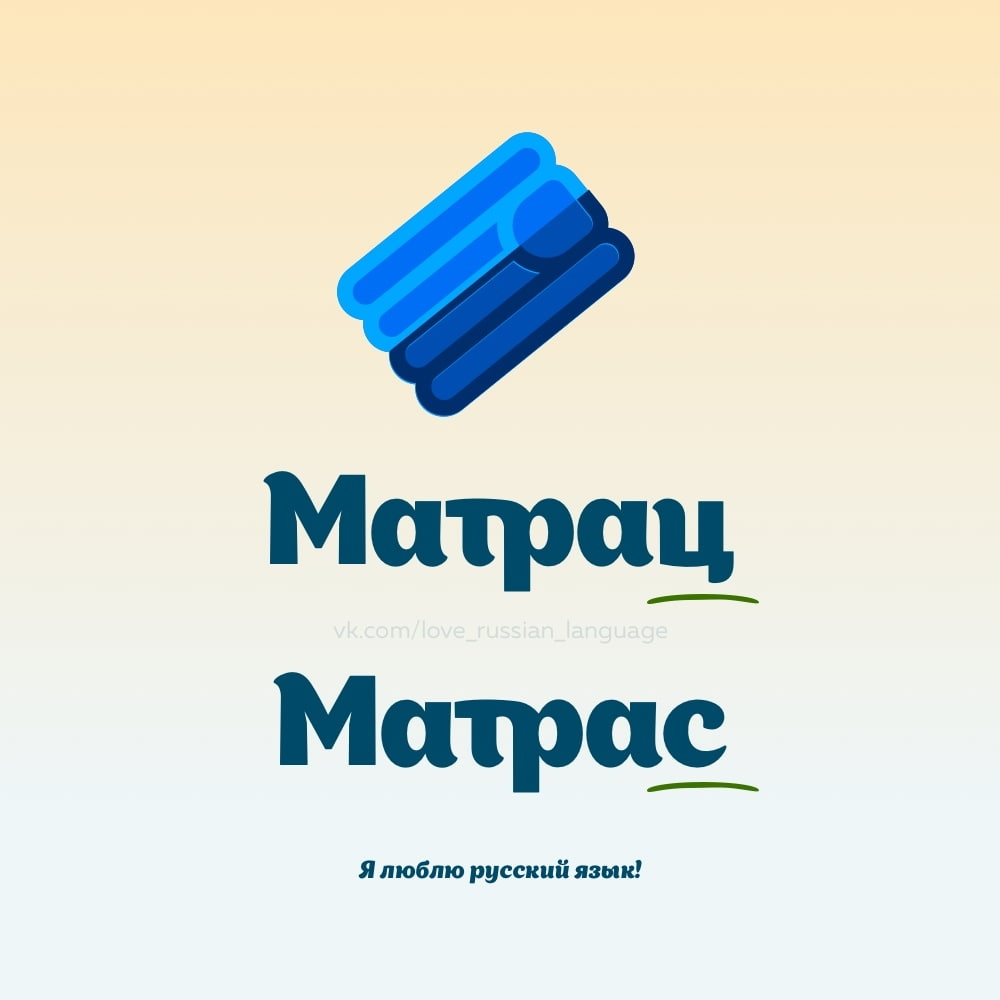 Матрац
vk.com/love_russian_language
Матрас
Я люблю русский язык!